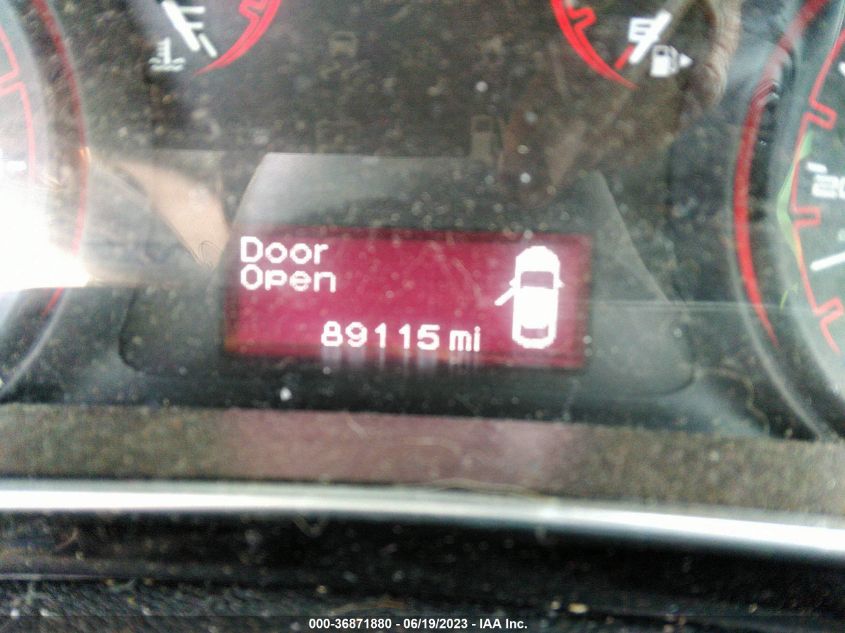 E
Door
Open
89115 mi
000-36871880 - 06/19/2023 - IAA Inc.